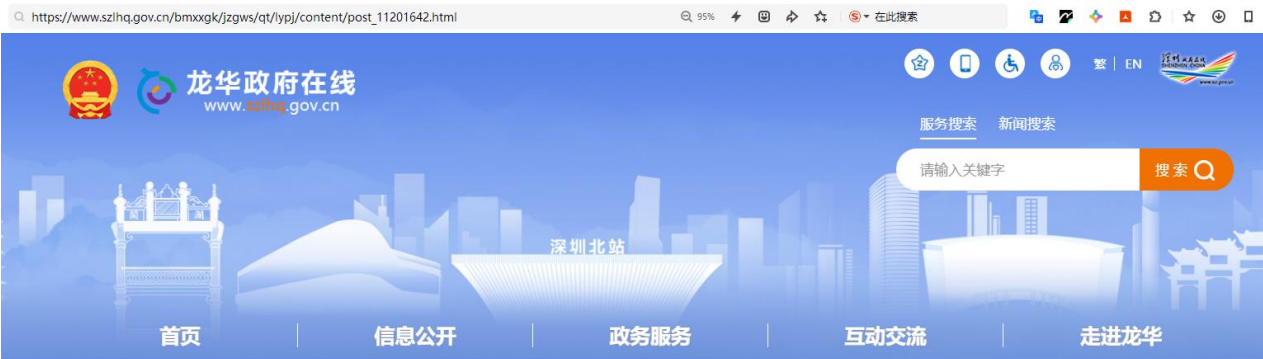 https://www.szlhq.gov.cn/bmxxgk/jzgws/qt/lypj/content/post_11201642.html
95%
在此搜索
龙华政府在线
www.szlhq.gov.cn
繁 | EN
服务搜索 新闻搜索
请输入关键字
搜索
深圳北站
首页
信息公开
政务服务
互动交流
走进龙华